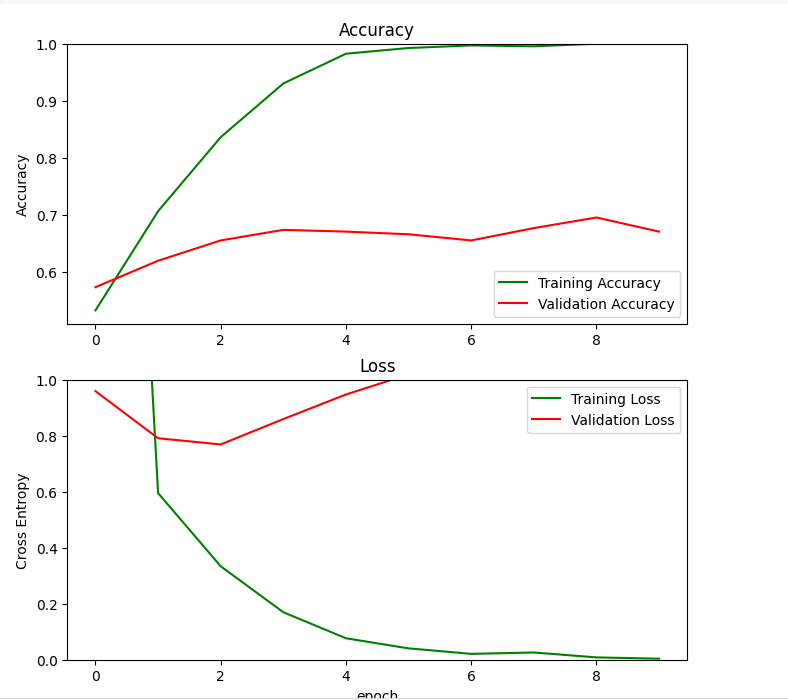 Accuracy
1.0
0.9
0.8
0.7
0.6
Accuracy
Training Accuracy
Validation Accuracy
0 2 4 6 8
Loss
1.0
0.8
0.6
0.4
0.2
0.0
Cross Entropy
Training Loss
Validation Loss
0 2 4 6 8
epoch